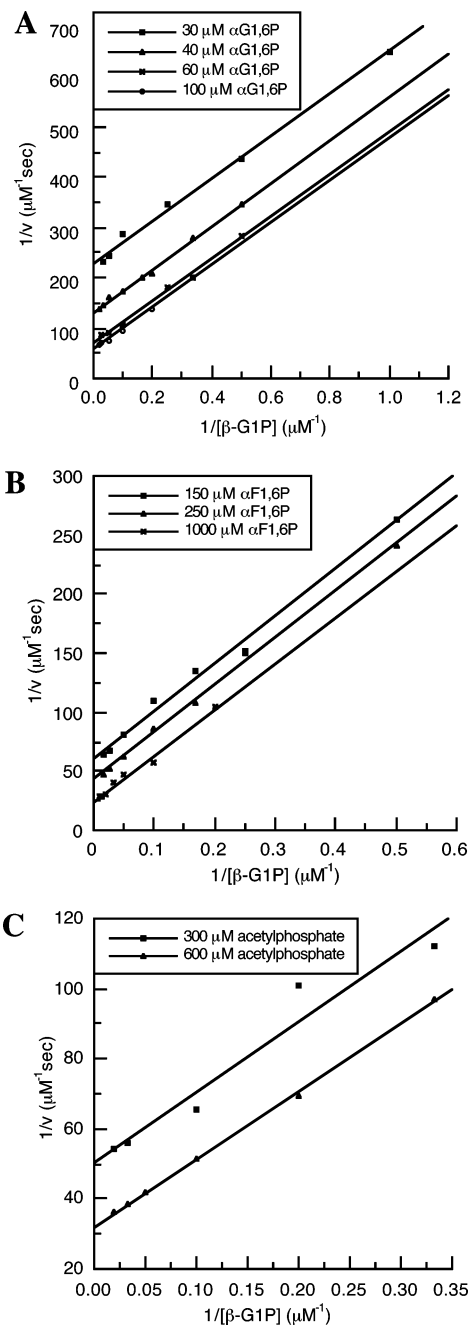 A
700
600
500
400
300
200
100
0
1/v (μM⁻¹sec)
30 μM αG1,6P
40 μM αG1,6P
60 μM αG1,6P
100 μM αG1,6P
0.0 0.2 0.4 0.6 0.8 1.0 1.2
1/[β-G1P] (μM⁻¹)
B
300
250
200
150
100
50
0
1/v (μM⁻¹sec)
150 μM αF1,6P
250 μM αF1,6P
1000 μM αF1,6P
0 0.1 0.2 0.3 0.4 0.5 0.6
1/[β-G1P] (μM⁻¹)
C
120
100
80
60
40
20
1/v (μM⁻¹sec)
300 μM acetylphosphate
600 μM acetylphosphate
0.00 0.05 0.10 0.15 0.20 0.25 0.30 0.35
1/[β-G1P] (μM⁻¹)